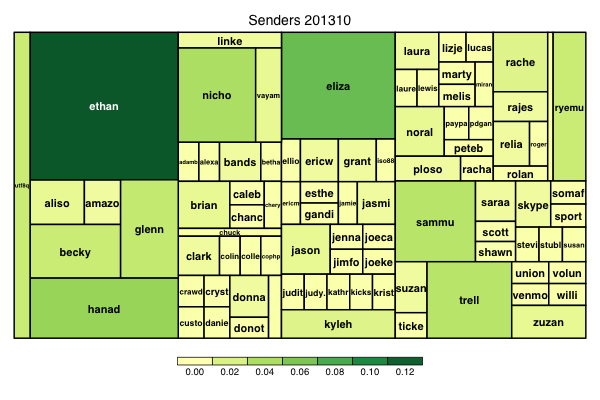 Senders 201310
utf8q
ethan
aliso
amazo
glenn
becky
hanad
linke
nicho
vayam
adamb
alexa
bands
betha
brian
caleb
chanc
chery
chuck
clark
colin
colle
cophp
crawd
cryst
donna
custo
danie
donot
eliza
ellio
ericw
grant
iso88
ericm
esthe
gandi
jamie
jasmi
jason
jenna
joeca
jimfo
joeke
judit
judy.
kathr
kicks
krist
kyleh
laura
lizje
lucas
laure
lewis
marty
melis
miran
noral
paypa
pdgan
peteb
ploso
racha
rache
rajes
relia
roger
rolan
ryemu
sammu
saraa
scott
shawn
skype
somaf
sport
stevi
stubl
susan
suzan
ticke
trell
union
volun
venmo
willi
zuzan
0.00 0.02 0.04 0.06 0.08 0.10 0.12